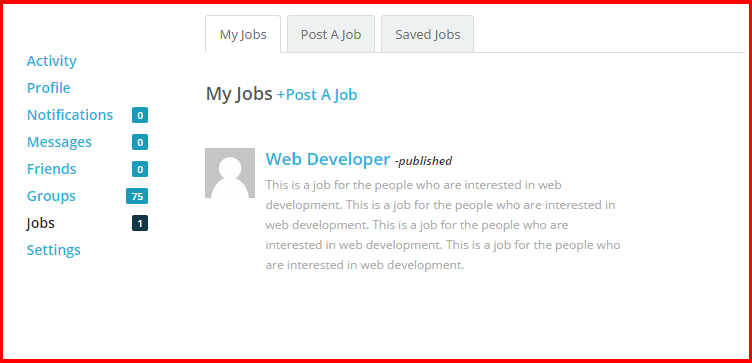 My Jobs
Post A Job
Saved Jobs
Activity
Profile
Notifications 0
Messages 0
Friends 0
Groups 75
Jobs 1
Settings
My Jobs +Post A Job
Web Developer -published
This is a job for the people who are interested in web
development. This is a job for the people who are interested in
web development. This is a job for the people who are
interested in web development. This is a job for the people who
are interested in web development.